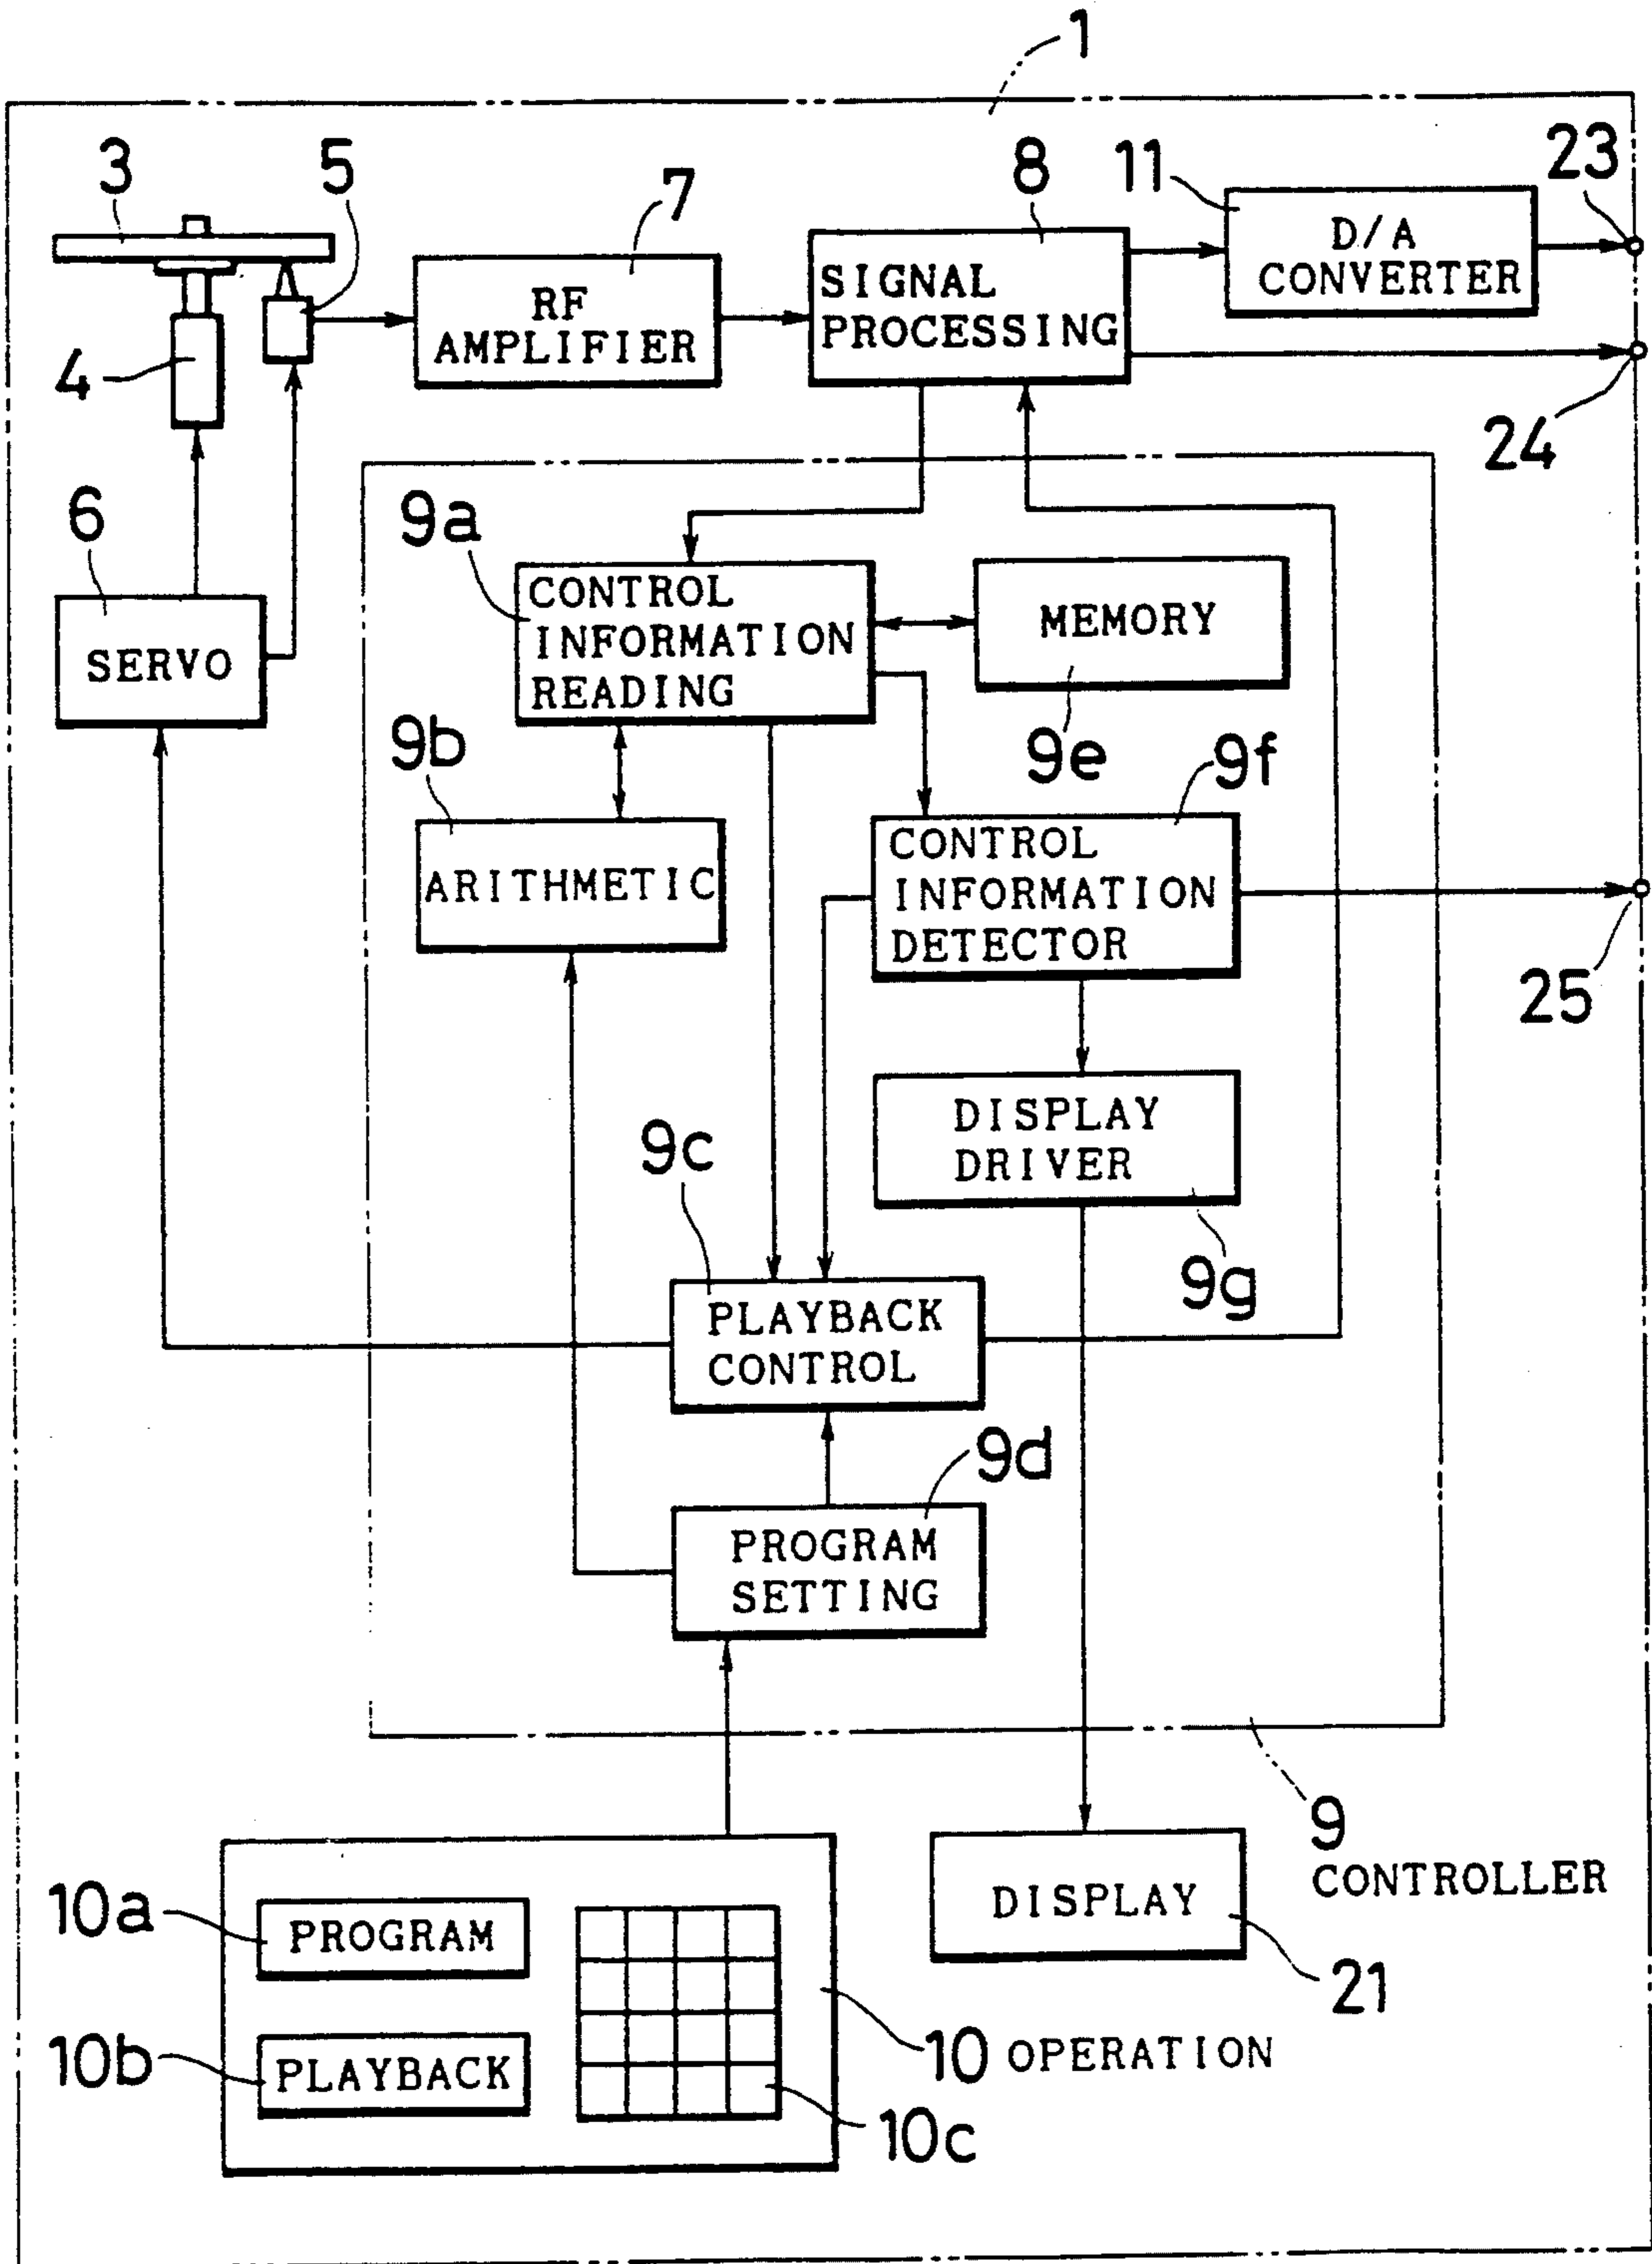 1
3
5
7
8
11
23
D/A
CONVERTER
RF
AMPLIFIER
SIGNAL
PROCESSING
4
24
6
SERVO
9a
CONTROL
INFORMATION
READING
MEMORY
9e
9b
ARITHMETIC
9f
CONTROL
INFORMATION
DETECTOR
25
DISPLAY
DRIVER
9g
9c
PLAYBACK
CONTROL
9d
PROGRAM
SETTING
9
CONTROLLER
10a
PROGRAM
10b
PLAYBACK
10c
10 OPERATION
DISPLAY
21